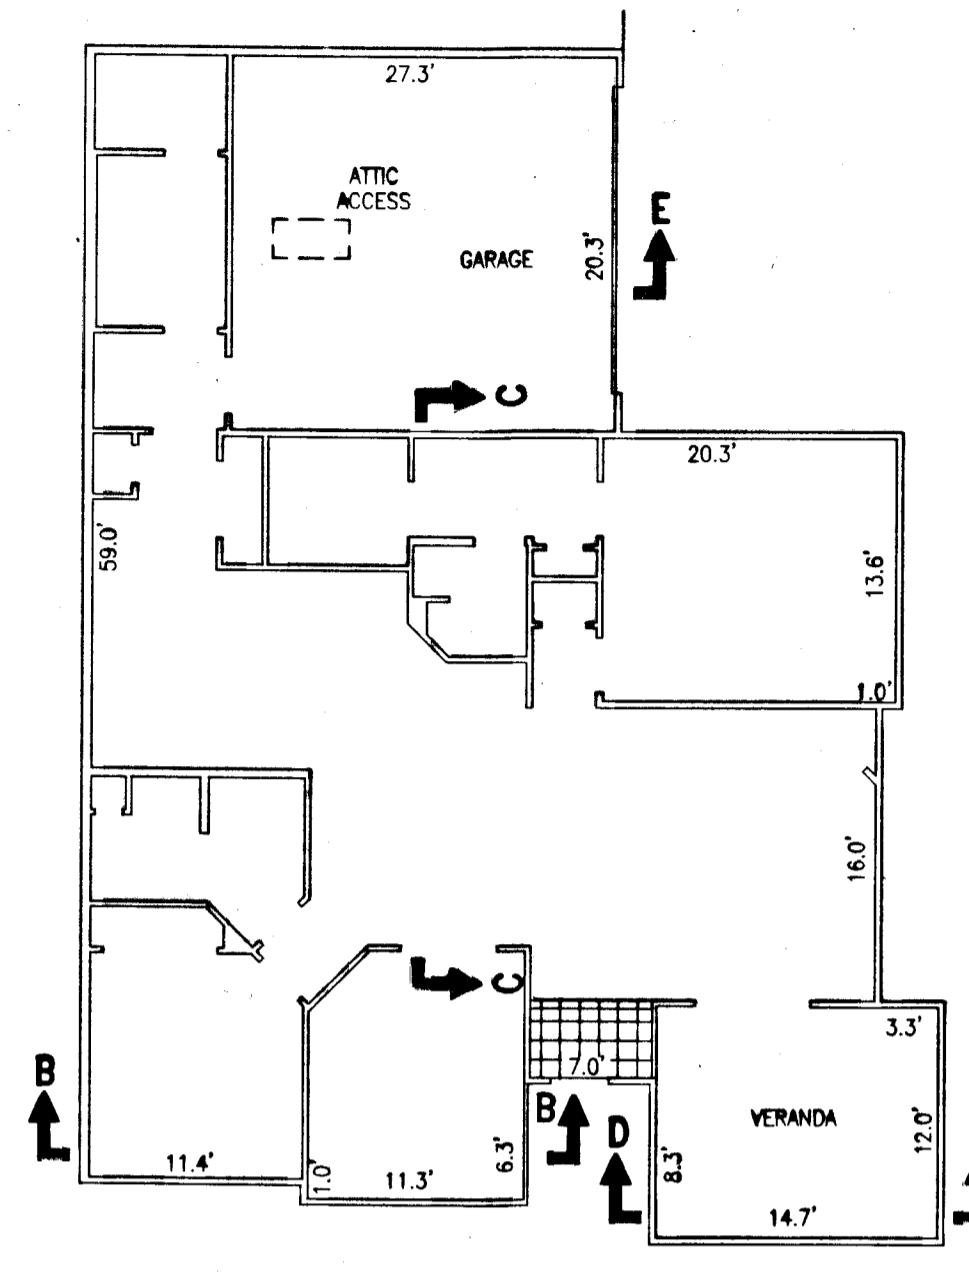 27.3'
ATTIC
ACCESS
GARAGE
20.3'
E
C
20.3'
59.0'
13.6'
1.0'
16.0'
C
3.3'
7.0'
B
B
D
VERANDA
12.0'
11.4'
1.0'
11.3'
6.3'
8.3'
14.7'